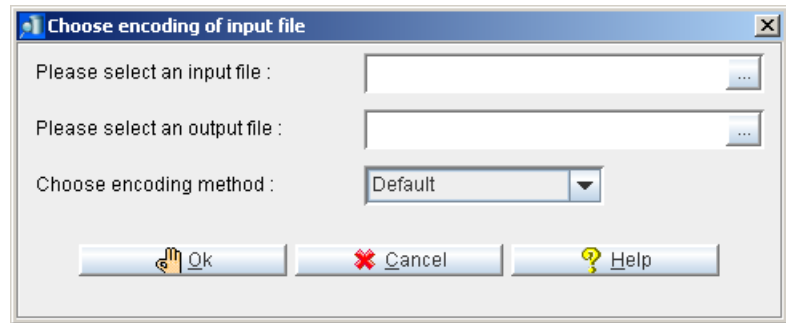 Choose encoding of input file
Please select an input file :
...
Please select an output file :
...
Choose encoding method : Default
Ok Cancel Help